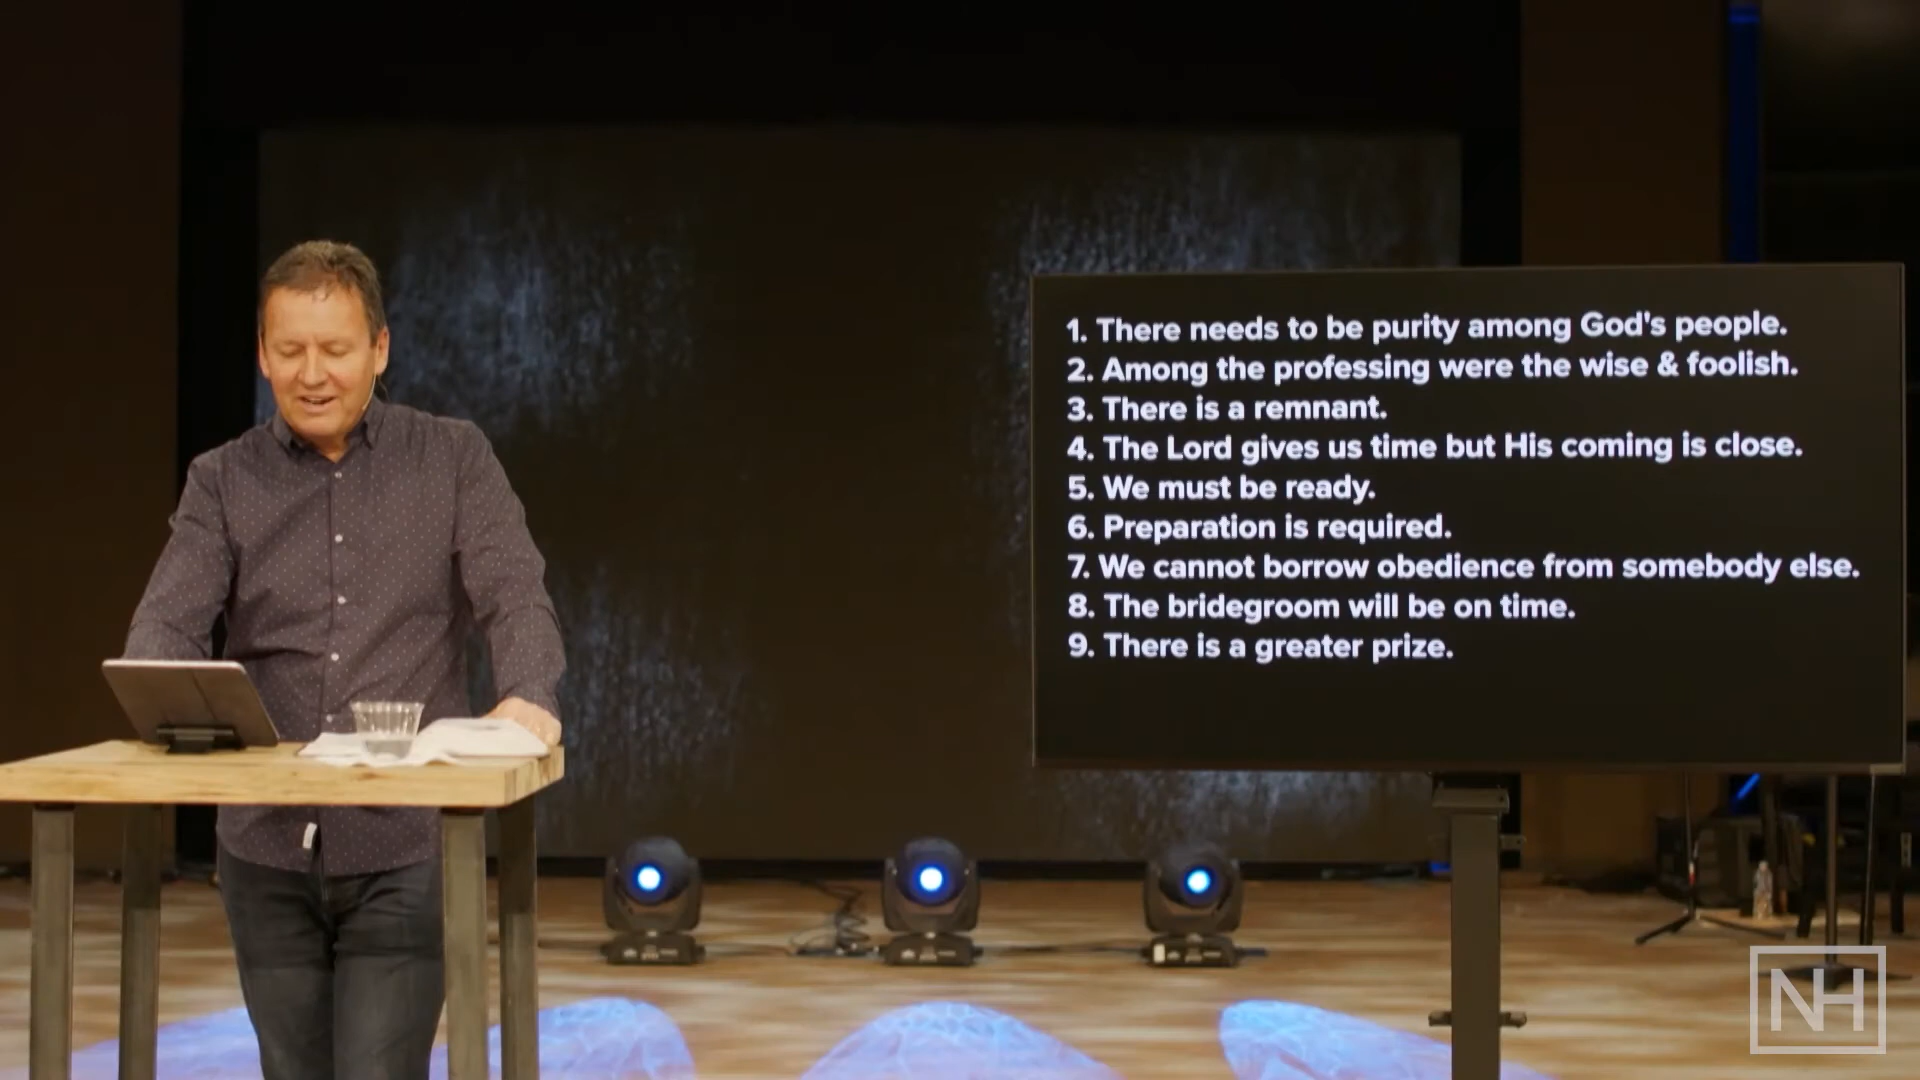 1. There needs to be purity among God's people.
2. Among the professing were the wise & foolish.
3. There is a remnant.
4. The Lord gives us time but His coming is close.
5. We must be ready.
6. Preparation is required.
7. We cannot borrow obedience from somebody else.
8. The bridegroom will be on time.
9. There is a greater prize.
NH